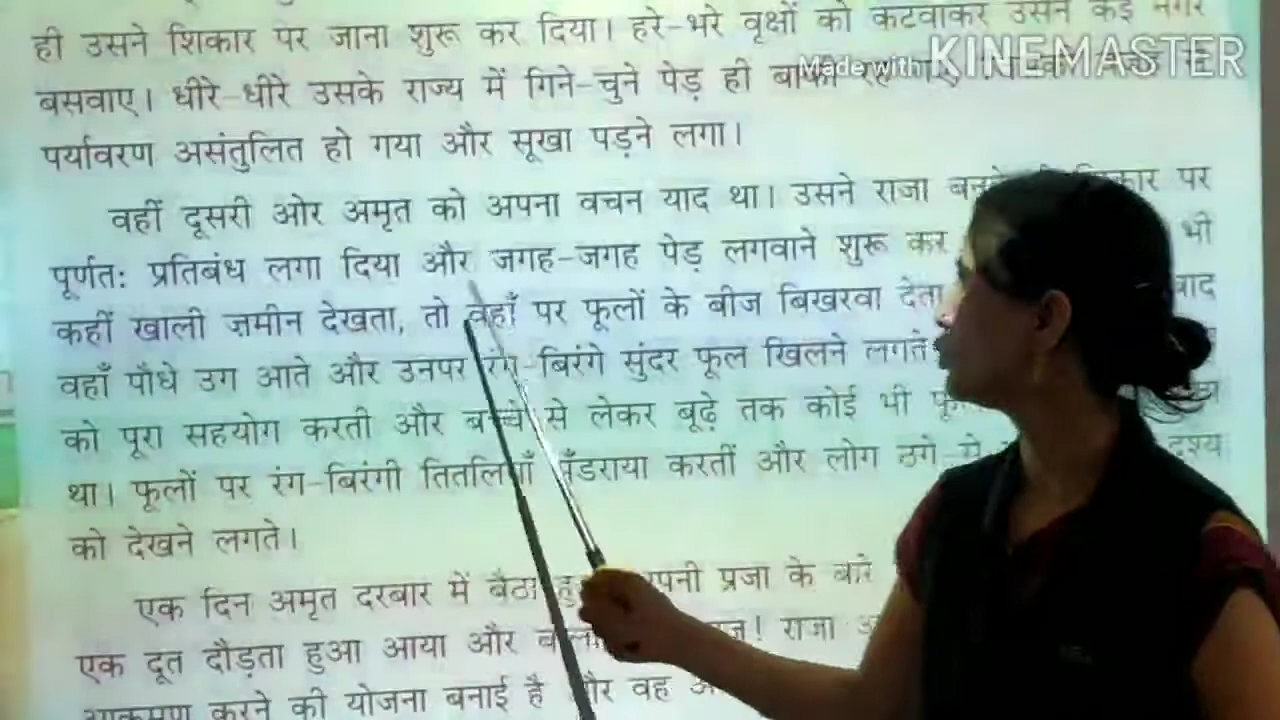 ही उसने शिकार पर जाना शुरू कर दिया। हरे-भरे वृक्षों को कटवाकर उसने कई नगर
Made with KINEMASTER
बसवाए। धीरे-धीरे उसके राज्य में गिने-चुने पेड़ ही बाकी रह
पर्यावरण असंतुलित हो गया और सूखा पड़ने लगा।
वहीं दूसरी ओर अमृत को अपना वचन याद था। उसने राजा पर
पूर्णतः प्रतिबंध लगा दिया और जगह-जगह पेड़ लगवाने शुरू कर भी
कहीं खाली ज़मीन देखता, तो वहाँ पर फूलों के बीज बिखरवा देता बाद
वहाँ पौधे उग आते और उनपर रंग-बिरंगे सुंदर फूल खिलने लगते
को पूरा सहयोग करती और बच्चे से लेकर बूढ़े तक कोई भी
था। फूलों पर रंग-बिरंगी तितलियाँ मँडराया करतीं और लोग ठगे-से दृश्य
को देखने लगते।
एक दिन अमृत दरबार में बैठा अपनी प्रजा के बारे
एक दूत दौड़ता हुआ आया और राजा
आक्रमण करने की योजना बनाई है और वह